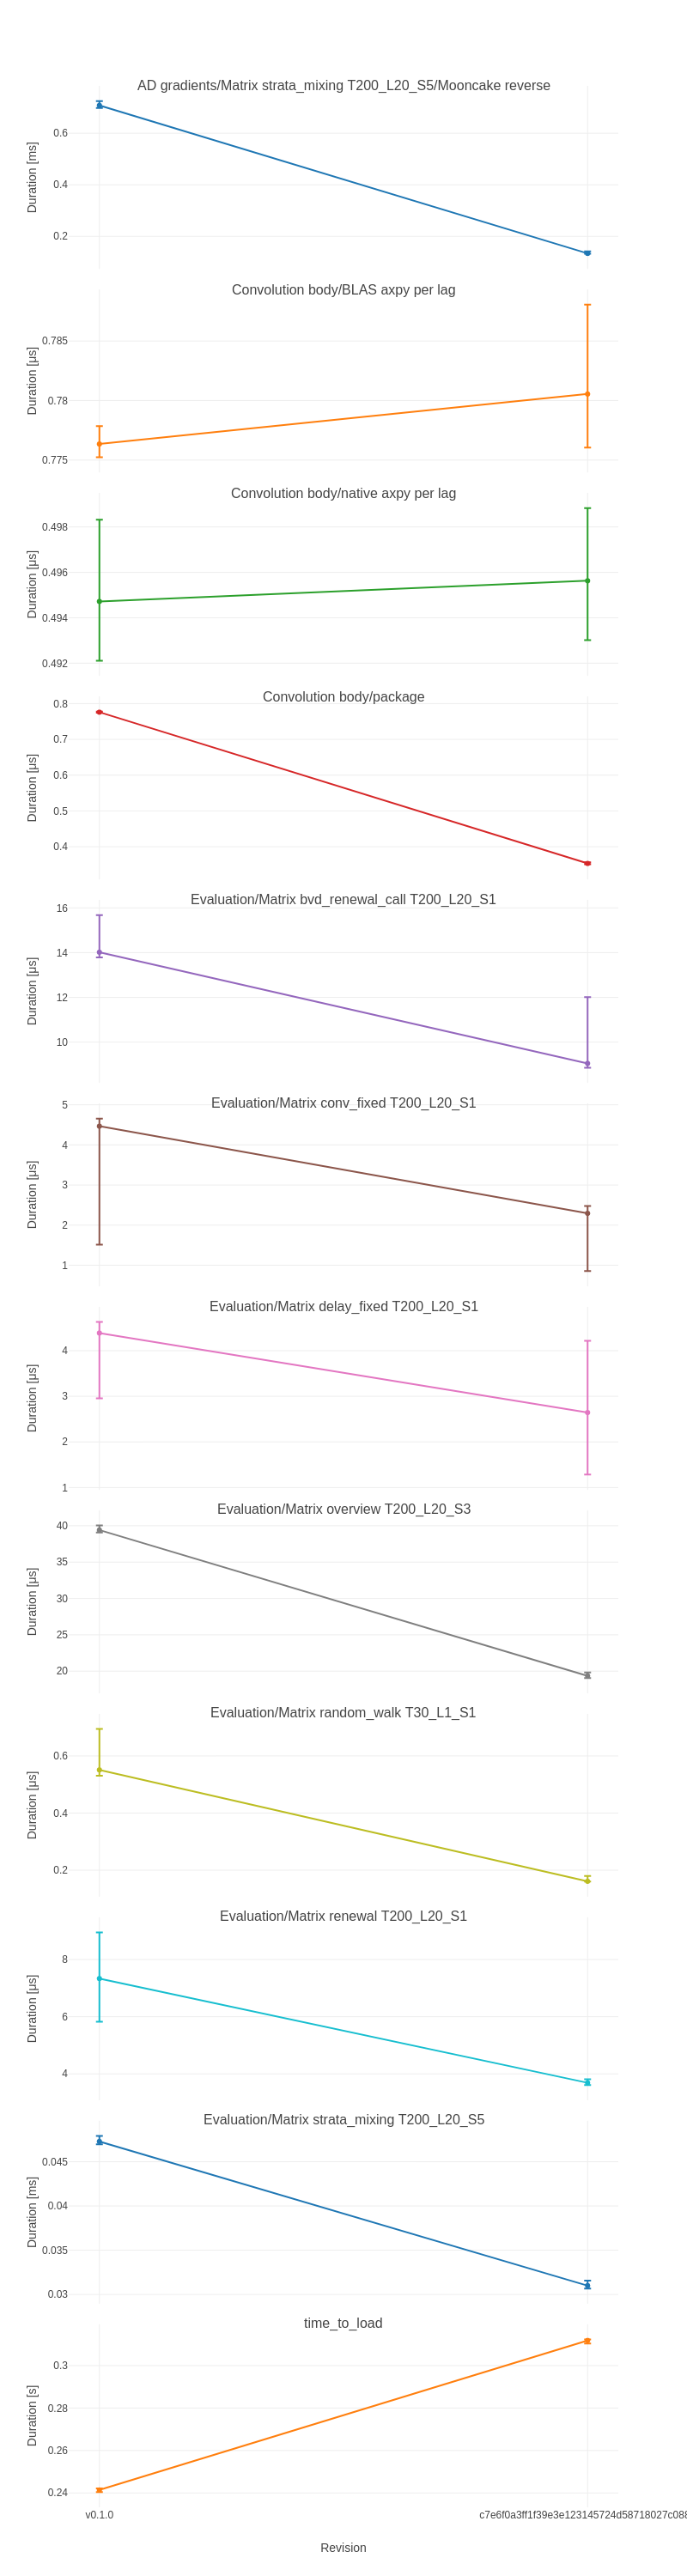 AD gradients/Matrix strata_mixing T200_L20_S5/Mooncake reverse
Duration [ms]
0.6
0.4
0.2
Convolution body/BLAS axpy per lag
Duration [μs]
0.785
0.78
0.775
Convolution body/native axpy per lag
Duration [μs]
0.498
0.496
0.494
0.492
Convolution body/package
Duration [μs]
0.8
0.7
0.6
0.5
0.4
Evaluation/Matrix bvd_renewal_call T200_L20_S1
Duration [μs]
16
14
12
10
Evaluation/Matrix conv_fixed T200_L20_S1
Duration [μs]
5
4
3
2
1
Evaluation/Matrix delay_fixed T200_L20_S1
Duration [μs]
4
3
2
1
Evaluation/Matrix overview T200_L20_S3
Duration [μs]
40
35
30
25
20
Evaluation/Matrix random_walk T30_L1_S1
Duration [μs]
0.6
0.4
0.2
Evaluation/Matrix renewal T200_L20_S1
Duration [μs]
8
6
4
Evaluation/Matrix strata_mixing T200_L20_S5
Duration [ms]
0.045
0.04
0.035
0.03
time_to_load
Duration [s]
0.3
0.28
0.26
0.24
v0.1.0
c7e6f0a3ff1f39e3e123145724d58718027c088
Revision